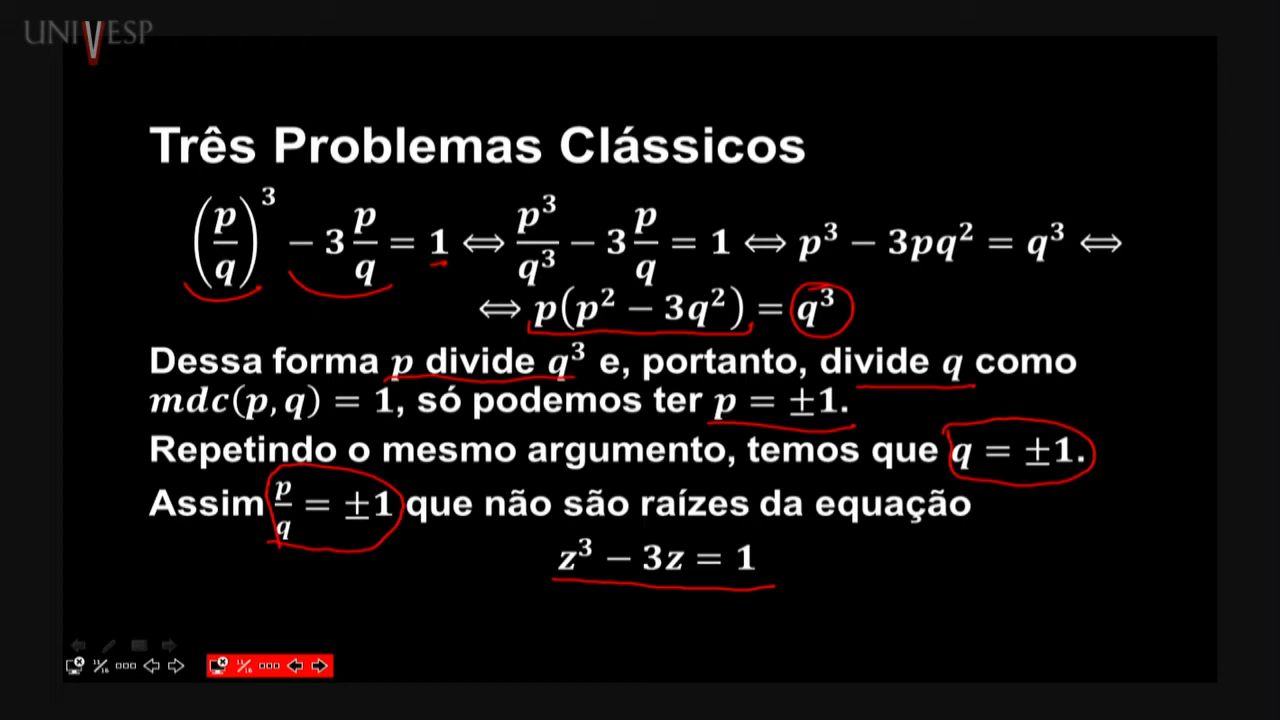 UNIVESP
Três Problemas Clássicos
(p/q)³ − 3 p/q = 1 ⟺ p³/q³ − 3 p/q = 1 ⟺ p³ − 3pq² = q³ ⟺
⟺ p(p² − 3q²) = q³
Dessa forma p divide q³ e, portanto, divide q como
mdc(p, q) = 1, só podemos ter p = ±1.
Repetindo o mesmo argumento, temos que q = ±1.
Assim p/q = ±1 que não são raízes da equação
z³ − 3z = 1